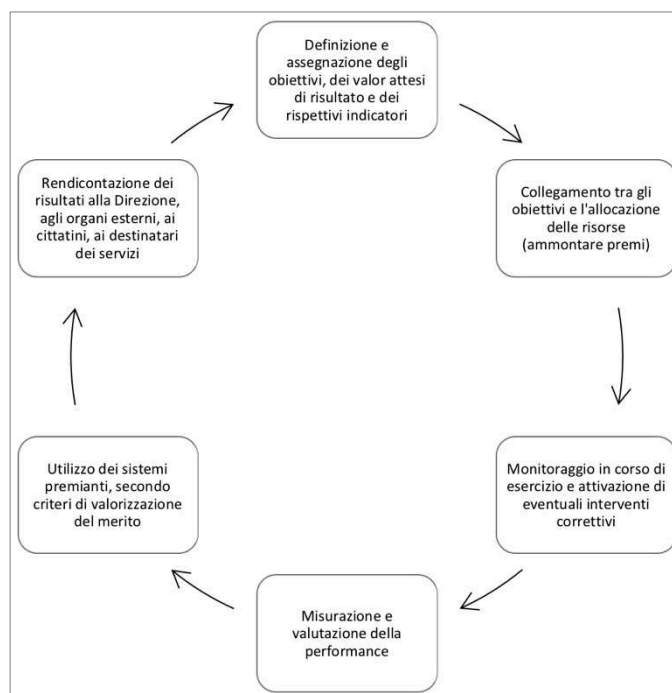 Definizione e
assegnazione degli
obiettivi, dei valor attesi
di risultato e dei
rispettivi indicatori
Collegamento tra gli
obiettivi e l'allocazione
delle risorse
(ammontare premi)
Monitoraggio in corso di
esercizio e attivazione di
eventuali interventi
correttivi
Misurazione e
valutazione della
performance
Utilizzo dei sistemi
premianti, secondo
criteri di valorizzazione
del merito
Rendicontazione dei
risultati alla Direzione,
agli organi esterni, ai
cittatini, ai destinatari
dei servizi